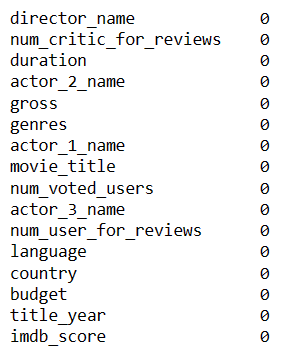 director_name 0
num_critic_for_reviews 0
duration 0
actor_2_name 0
gross 0
genres 0
actor_1_name 0
movie_title 0
num_voted_users 0
actor_3_name 0
num_user_for_reviews 0
language 0
country 0
budget 0
title_year 0
imdb_score 0